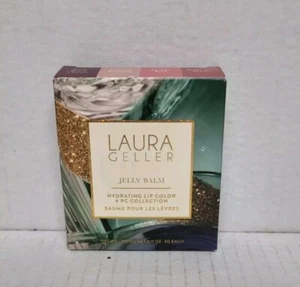 LAURA
GELLER
JELLY BALM
HYDRATING LIP COLOR
4 PC COLLECTION
BAUME POUR LES LÈVRES